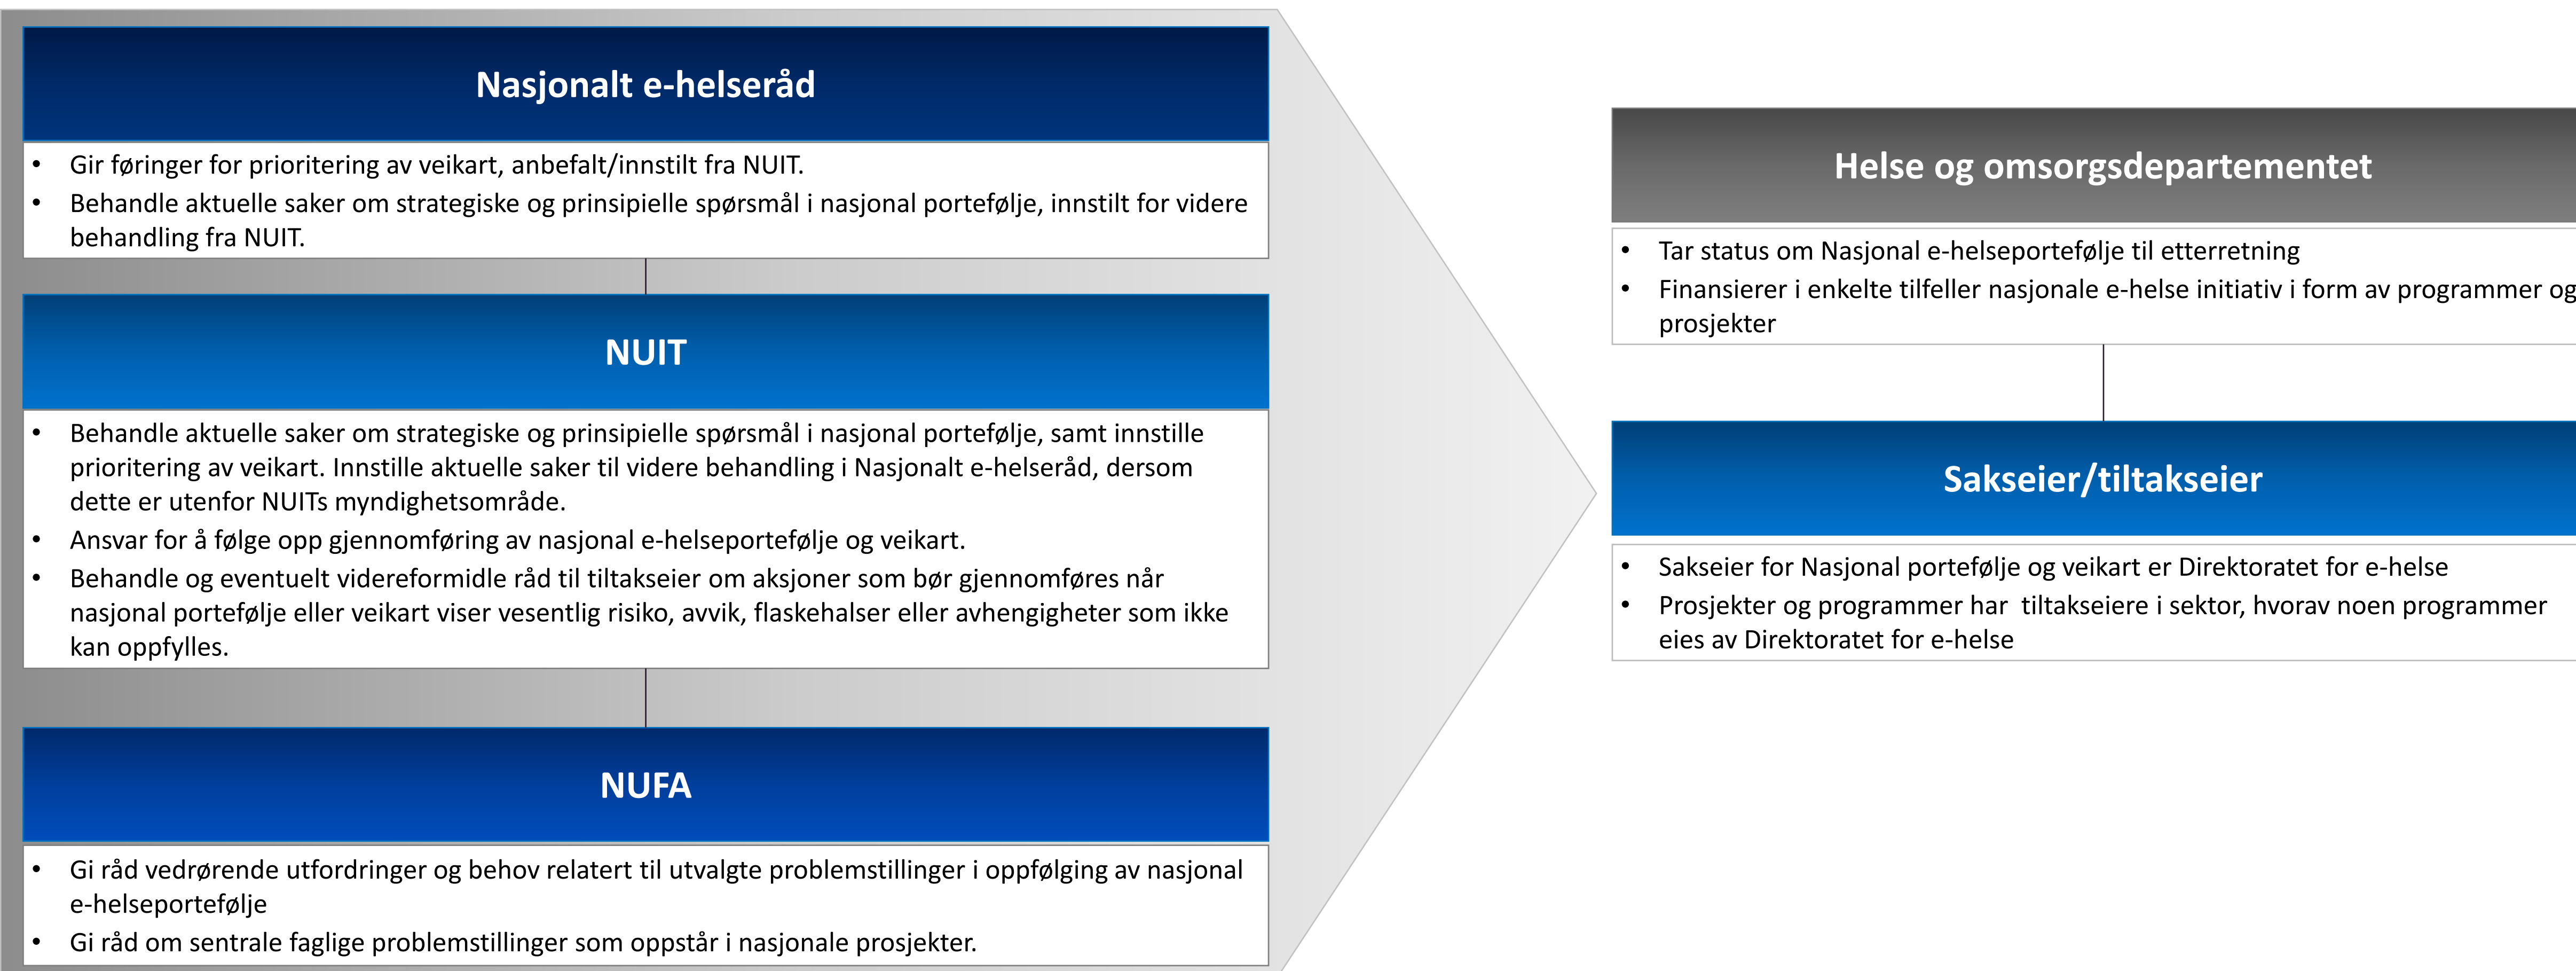 Nasjonalt e-helseråd
• Gir føringer for prioritering av veikart, anbefalt/innstilt fra NUIT.
• Behandle aktuelle saker om strategiske og prinsipielle spørsmål i nasjonal portefølje, innstilt for videre
behandling fra NUIT.
NUIT
• Behandle aktuelle saker om strategiske og prinsipielle spørsmål i nasjonal portefølje, samt innstille
prioritering av veikart. Innstille aktuelle saker til videre behandling i Nasjonalt e-helseråd, dersom
dette er utenfor NUITs myndighetsområde.
• Ansvar for å følge opp gjennomføring av nasjonal e-helseportefølje og veikart.
• Behandle og eventuelt videreformidle råd til tiltakseier om aksjoner som bør gjennomføres når
nasjonal portefølje eller veikart viser vesentlig risiko, avvik, flaskehalser eller avhengigheter som ikke
kan oppfylles.
NUFA
• Gi råd vedrørende utfordringer og behov relatert til utvalgte problemstillinger i oppfølging av nasjonal
e-helseportefølje
• Gi råd om sentrale faglige problemstillinger som oppstår i nasjonale prosjekter.
Helse og omsorgsdepartementet
• Tar status om Nasjonal e-helseportefølje til etterretning
• Finansierer i enkelte tilfeller nasjonale e-helse initiativ i form av programmer og
prosjekter
Sakseier/tiltakseier
• Sakseier for Nasjonal portefølje og veikart er Direktoratet for e-helse
• Prosjekter og programmer har  tiltakseiere i sektor, hvorav noen programmer
eies av Direktoratet for e-helse